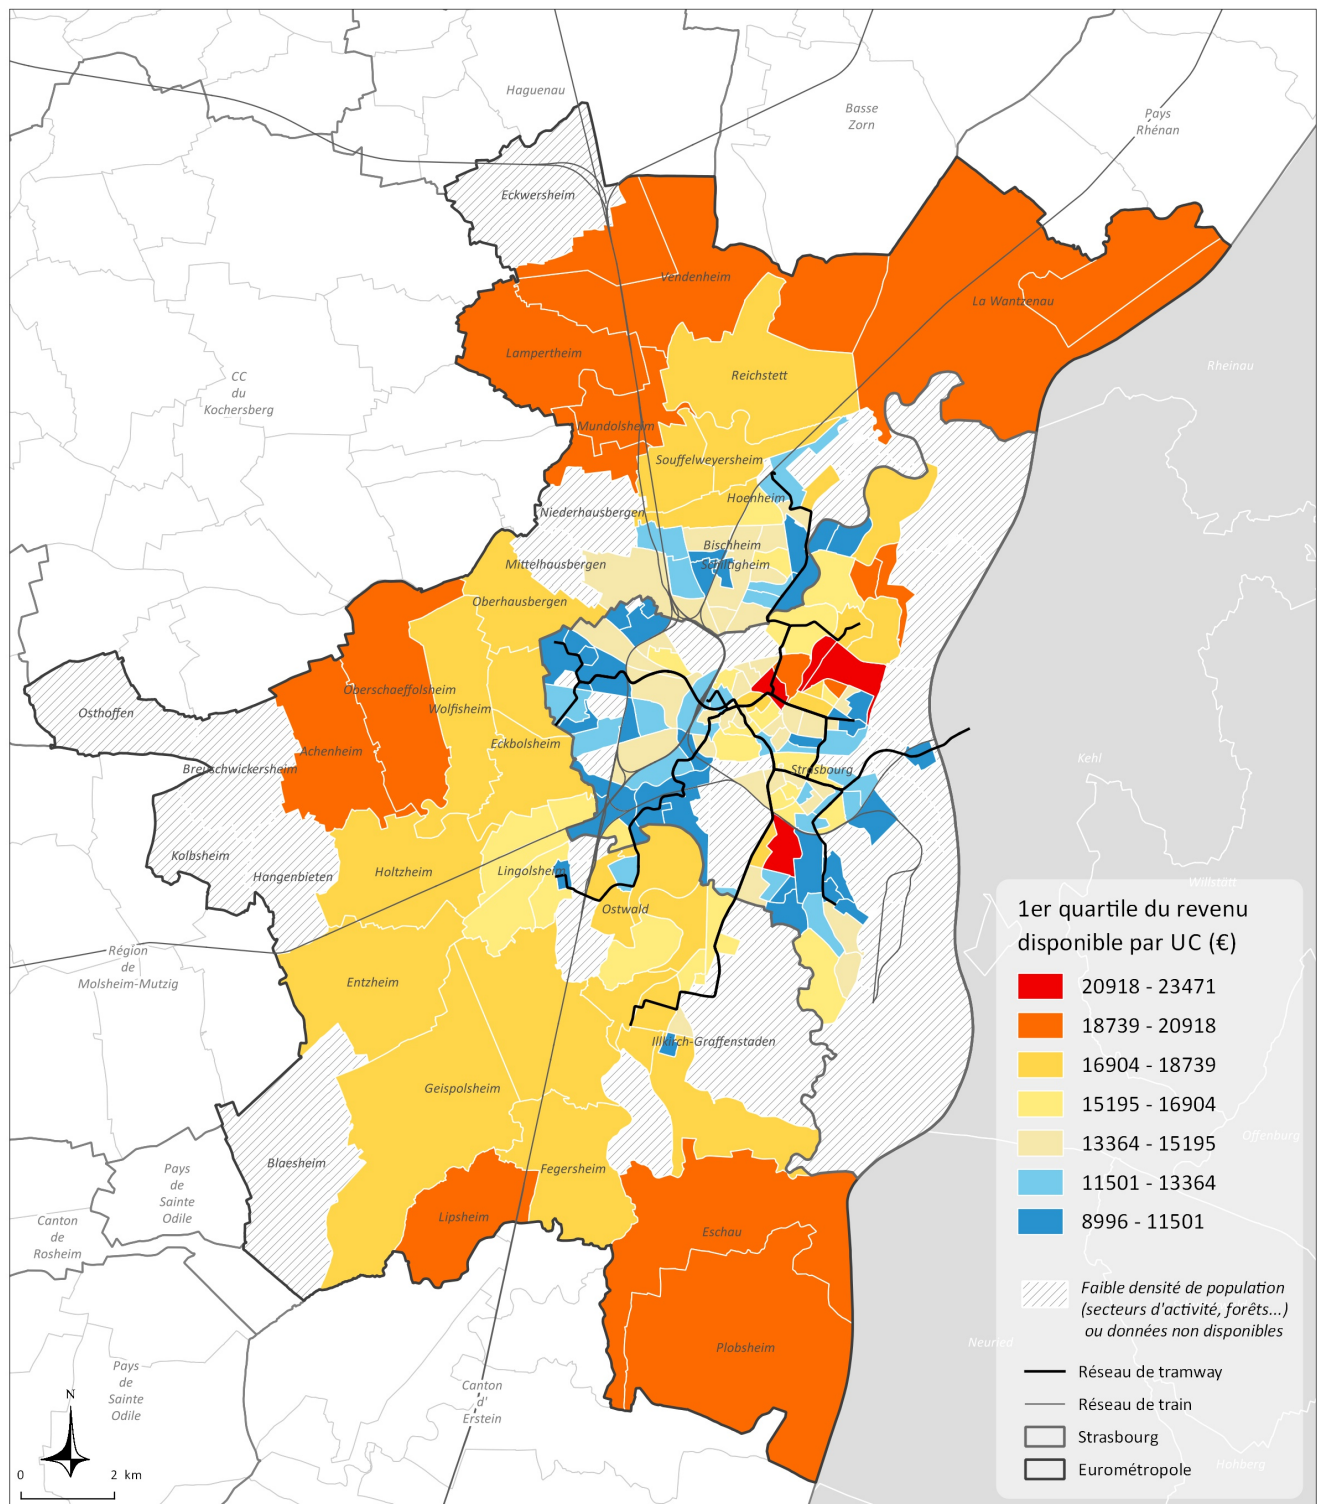 Haguenau
Basse
Zorn
Pays
Rhénan
Eckwersheim
Vendenheim
La Wantzenau
Lampertheim
Reichstett
Rheinau
CC
du
Kochersberg
Mundolsheim
Souffelweyersheim
Hoenheim
Niederhausbergen
Bischheim
Mittelhausbergen
Schiltigheim
Oberhausbergen
Oberschaeffolsheim
Wolfisheim
Osthoffen
Achenheim
Eckbolsheim
Breuschwickersheim
Strasbourg
Kehl
Kolbsheim
Hangenbieten
Holtzheim
Lingolsheim
Willstätt
Ostwald
Région
de
Molsheim-Mutzig
Entzheim
Illkirch-Graffenstaden
Geispolsheim
Offenburg
Blaesheim
Fegersheim
Pays
de
Sainte
Odile
Canton
de
Rosheim
Lipsheim
Eschau
Neuried
Plobsheim
Pays
de
Sainte
Odile
Canton
d'
Erstein
Hohberg
N
0 2 km
1er quartile du revenu
disponible par UC (€)
20918 - 23471
18739 - 20918
16904 - 18739
15195 - 16904
13364 - 15195
11501 - 13364
8996 - 11501
Faible densité de population
(secteurs d'activité, forêts...)
ou données non disponibles
Réseau de tramway
Réseau de train
Strasbourg
Eurométropole